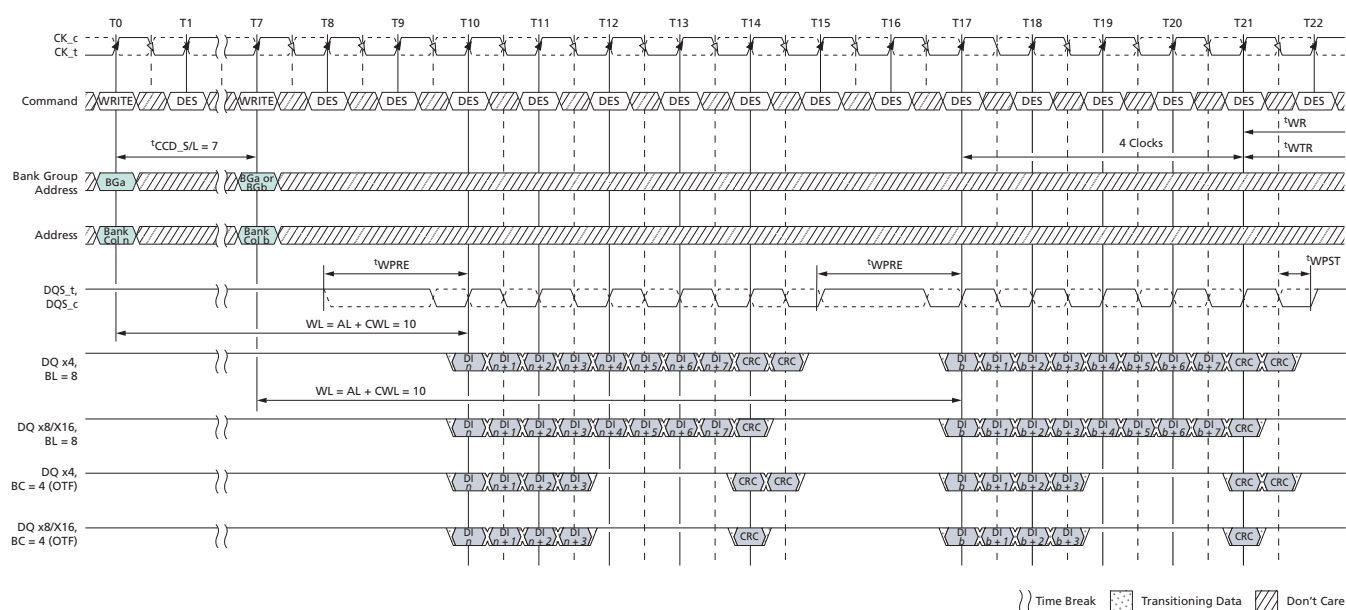 T0 T1 T7 T8 T9 T10 T11 T12 T13 T14 T15 T16 T17 T18 T19 T20 T21 T22
CK_c
CK_t
Command WRITE DES WRITE DES DES DES DES DES DES DES DES DES DES DES DES DES DES DES
tWR
tCCD_S/L = 7
4 Clocks
tWTR
Bank Group
Address
BGa
BGa or
BGb
Address
Bank
Col n
Bank
Col b
tWPRE tWPRE tWPST
DQS_t,
DQS_c
WL = AL + CWL = 10
DQ x4,
BL = 8
DI n DI n + 1 DI n + 2 DI n + 3 DI n + 4 DI n + 5 DI n + 6 DI n + 7 CRC CRC DI b DI b + 1 DI b + 2 DI b + 3 DI b + 4 DI b + 5 DI b + 6 DI b + 7 CRC CRC
WL = AL + CWL = 10
DQ x8/X16,
BL = 8
DI n DI n + 1 DI n + 2 DI n + 3 DI n + 4 DI n + 5 DI n + 6 DI n + 7 CRC DI b DI b + 1 DI b + 2 DI b + 3 DI b + 4 DI b + 5 DI b + 6 DI b + 7 CRC
DQ x4,
BC = 4 (OTF)
DI n DI n + 1 DI n + 2 DI n + 3 CRC CRC DI b DI b + 1 DI b + 2 DI b + 3 CRC CRC
DQ x8/X16,
BC = 4 (OTF)
DI n DI n + 1 DI n + 2 DI n + 3 CRC DI b DI b + 1 DI b + 2 DI b + 3 CRC
Time Break Transitioning Data Don't Care